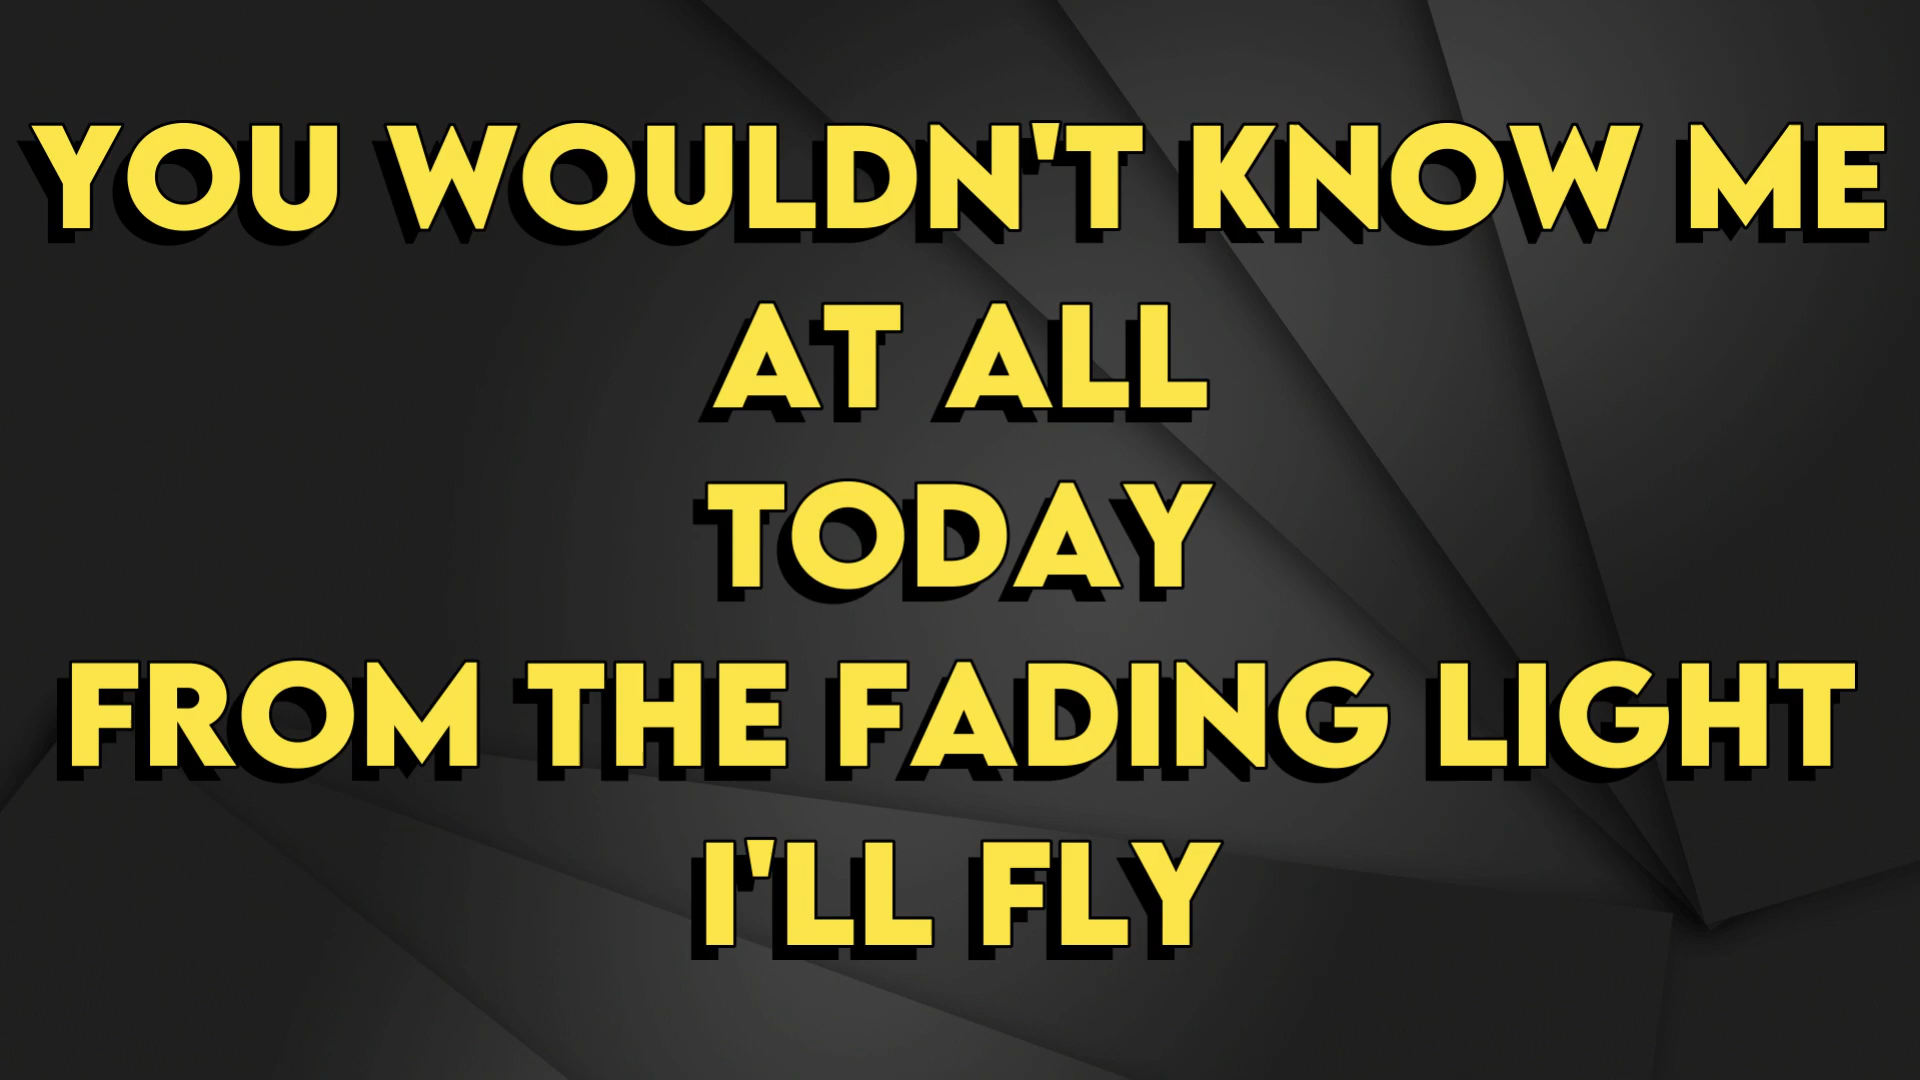 YOU WOULDN'T KNOW ME
AT ALL
TODAY
FROM THE FADING LIGHT
I'LL FLY